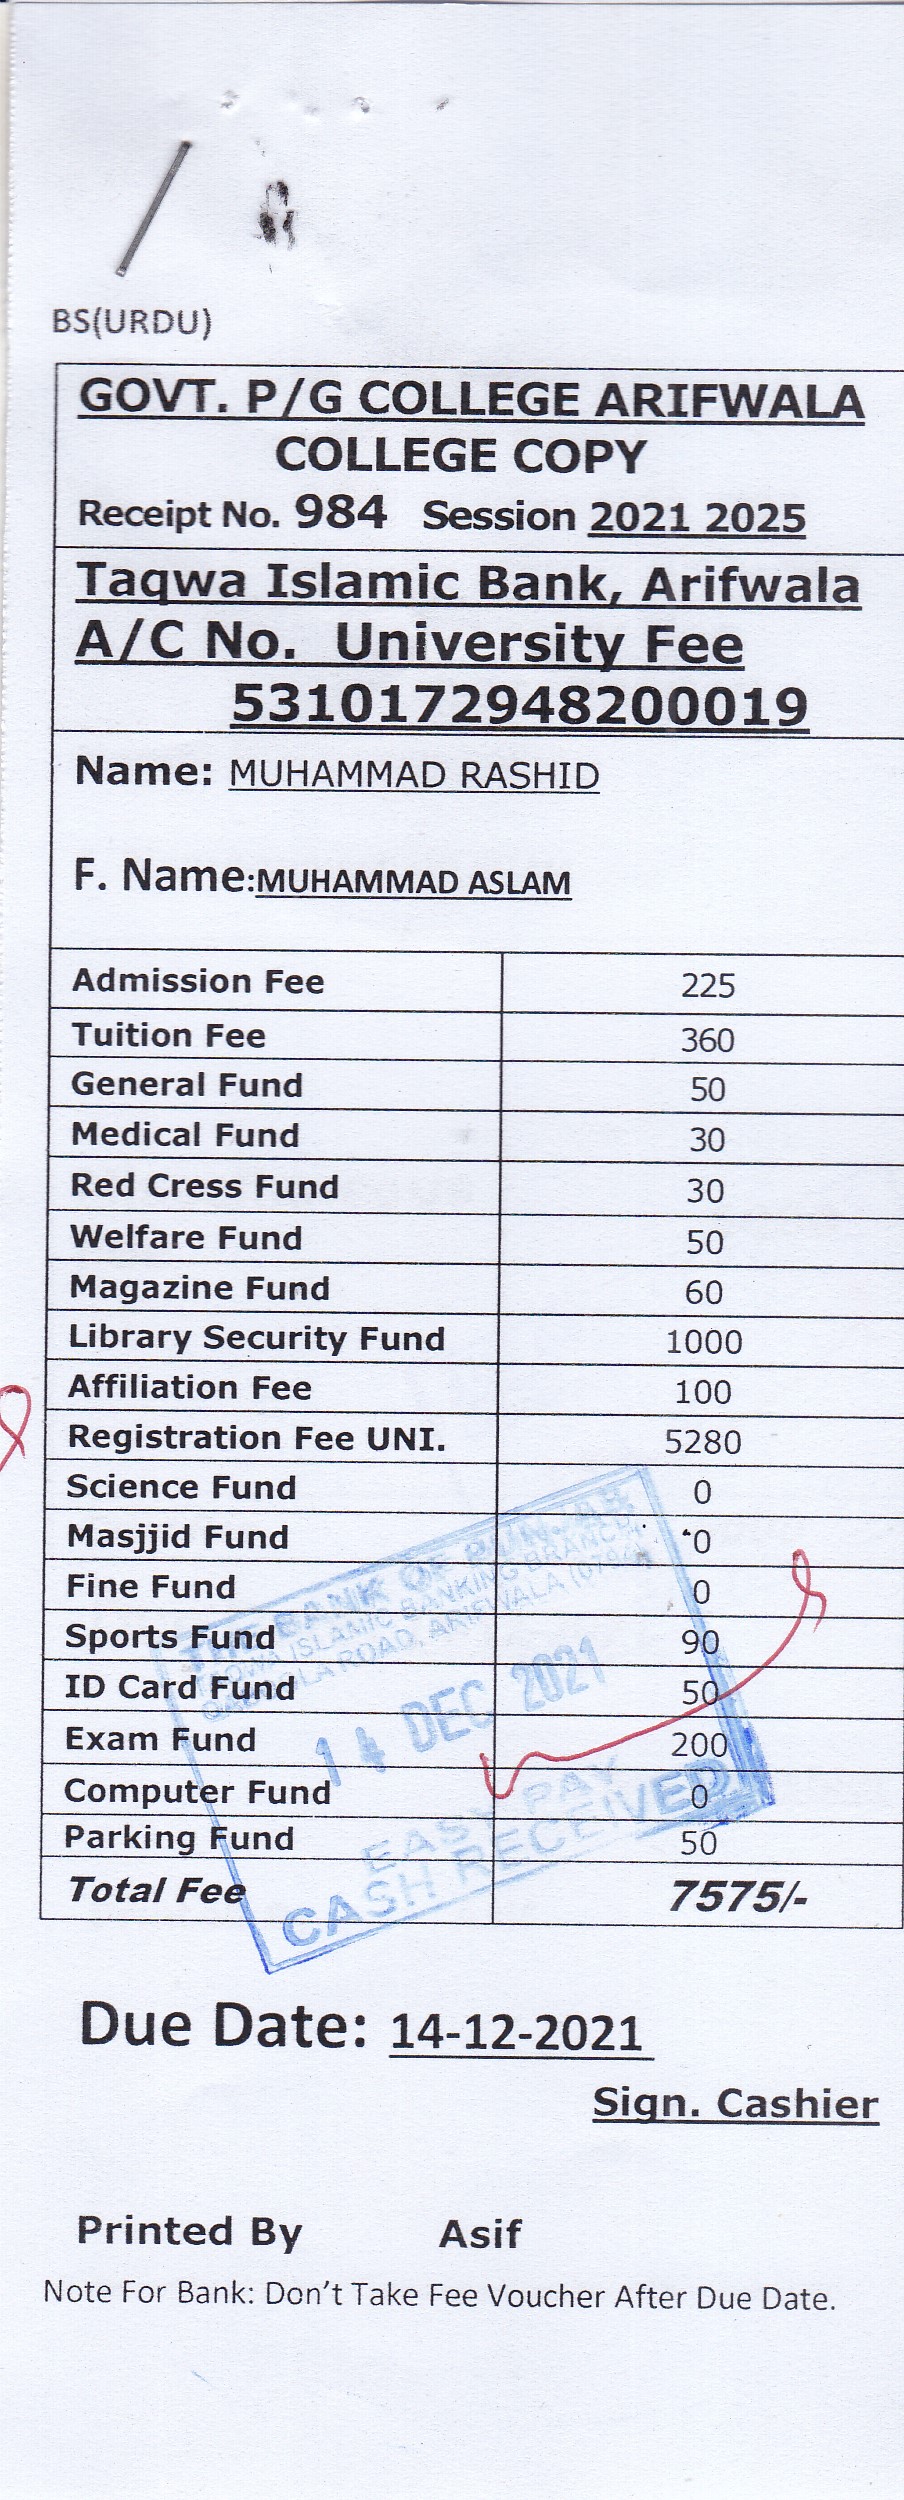 BS(URDU)
GOVT. P/G COLLEGE ARIFWALA
COLLEGE COPY
Receipt No. 984 Session 2021 2025
Taqwa Islamic Bank, Arifwala
A/C No. University Fee
5310172948200019
Name: MUHAMMAD RASHID
F. Name:MUHAMMAD ASLAM
Admission Fee 225
Tuition Fee 360
General Fund 50
Medical Fund 30
Red Cress Fund 30
Welfare Fund 50
Magazine Fund 60
Library Security Fund 1000
Affiliation Fee 100
Registration Fee UNI. 5280
Science Fund 0
Masjjid Fund 0
Fine Fund 0
Sports Fund 90
ID Card Fund 50
Exam Fund 200
Computer Fund 0
Parking Fund 50
Total Fee 7575/-
THE BANK OF PUNJAB
TAQWA ISLAMIC BANKING BRANCH
ROAD, ARIFWALA
14 DEC 2021
EASY PAY
CASH RECEIVED
Due Date: 14-12-2021
Sign. Cashier
Printed By Asif
Note For Bank: Don't Take Fee Voucher After Due Date.